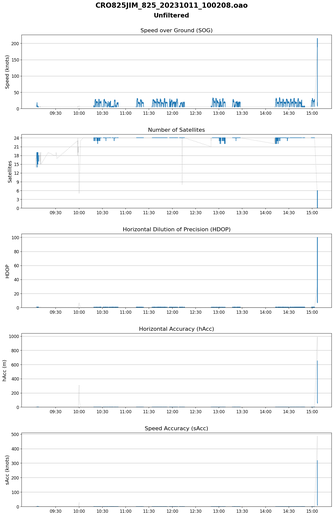 CRO825JIM_825_20231011_100208.oao
Unfiltered
Speed over Ground (SOG)
Speed (knots)
200
150
100
50
0
09:30 10:00 10:30 11:00 11:30 12:00 12:30 13:00 13:30 14:00 14:30 15:00
Number of Satellites
Satellites
24
21
18
15
12
9
6
3
0
09:30 10:00 10:30 11:00 11:30 12:00 12:30 13:00 13:30 14:00 14:30 15:00
Horizontal Dilution of Precision (HDOP)
HDOP
100
80
60
40
20
0
09:30 10:00 10:30 11:00 11:30 12:00 12:30 13:00 13:30 14:00 14:30 15:00
Horizontal Accuracy (hAcc)
hAcc (m)
1000
800
600
400
200
0
09:30 10:00 10:30 11:00 11:30 12:00 12:30 13:00 13:30 14:00 14:30 15:00
Speed Accuracy (sAcc)
sAcc (knots)
500
400
300
200
100
0
09:30 10:00 10:30 11:00 11:30 12:00 12:30 13:00 13:30 14:00 14:30 15:00